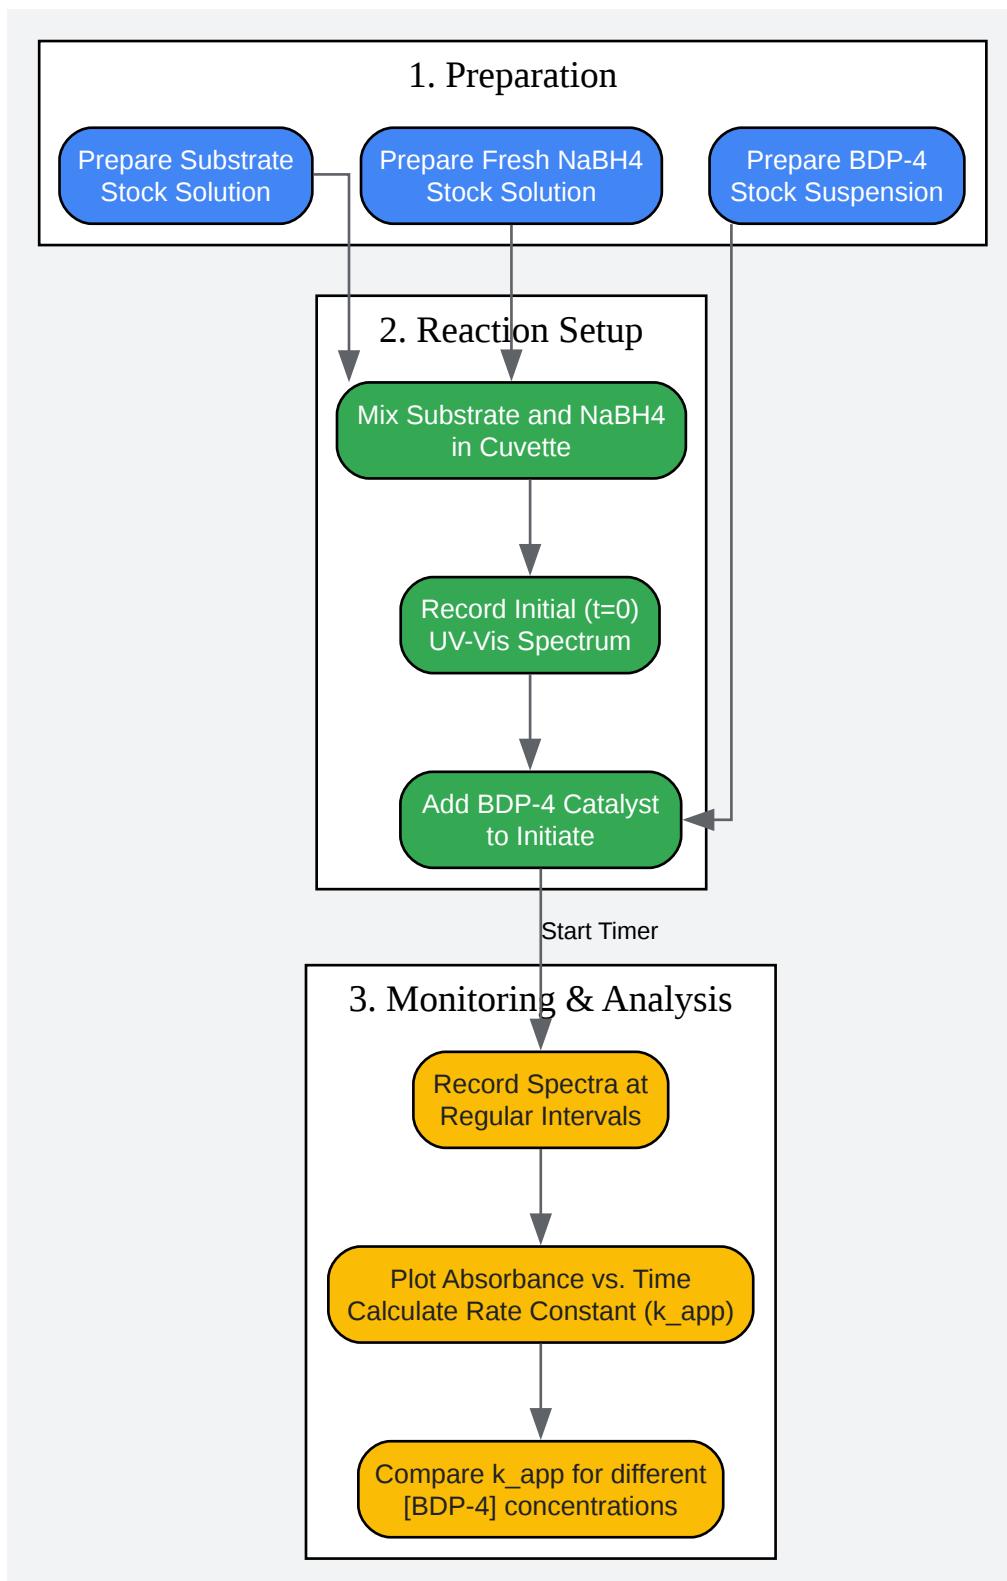 1. Preparation
Prepare Substrate
Stock Solution
Prepare Fresh NaBH4
Stock Solution
Prepare BDP-4
Stock Suspension
2. Reaction Setup
Mix Substrate and NaBH4
in Cuvette
Record Initial (t=0)
UV-Vis Spectrum
Add BDP-4 Catalyst
to Initiate
Start Timer
3. Monitoring & Analysis
Record Spectra at
Regular Intervals
Plot Absorbance vs. Time
Calculate Rate Constant (k_app)
Compare k_app for different
[BDP-4] concentrations